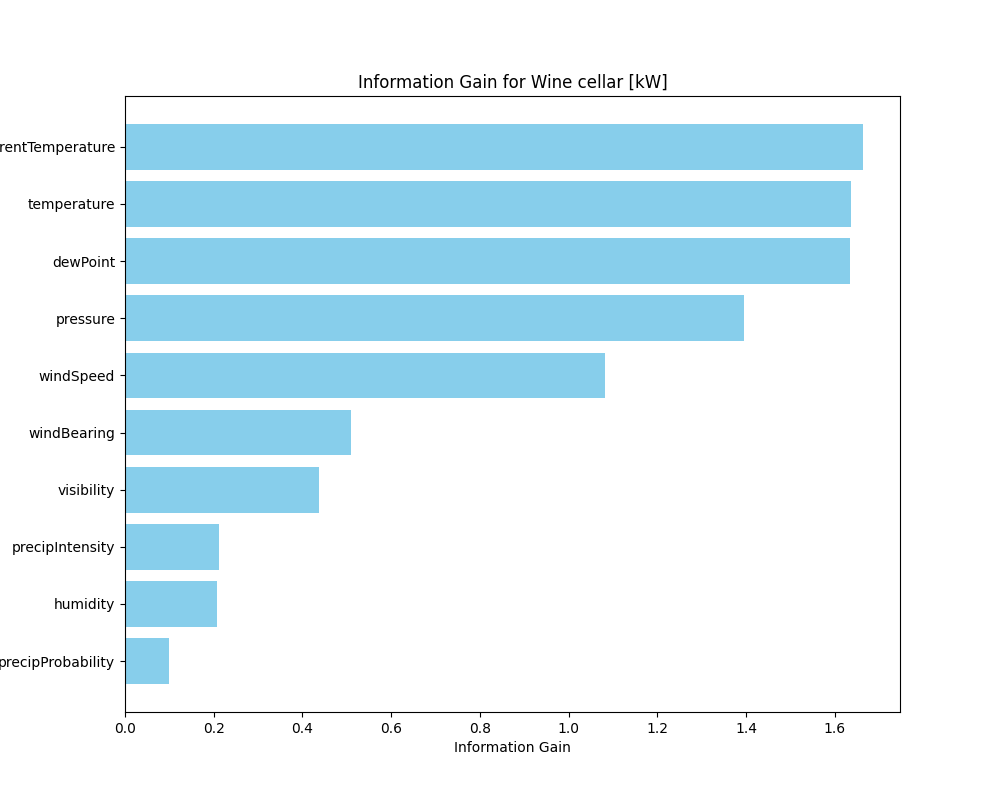 Information Gain for Wine cellar [kW]
rentTemperature
temperature
dewPoint
pressure
windSpeed
windBearing
visibility
precipIntensity
humidity
precipProbability
0.0 0.2 0.4 0.6 0.8 1.0 1.2 1.4 1.6
Information Gain